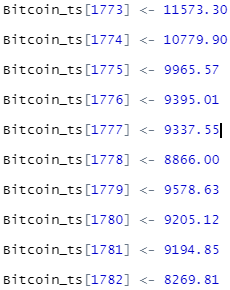 Bitcoin_ts[1773] <- 11573.30
Bitcoin_ts[1774] <- 10779.90
Bitcoin_ts[1775] <- 9965.57
Bitcoin_ts[1776] <- 9395.01
Bitcoin_ts[1777] <- 9337.55
Bitcoin_ts[1778] <- 8866.00
Bitcoin_ts[1779] <- 9578.63
Bitcoin_ts[1780] <- 9205.12
Bitcoin_ts[1781] <- 9194.85
Bitcoin_ts[1782] <- 8269.81